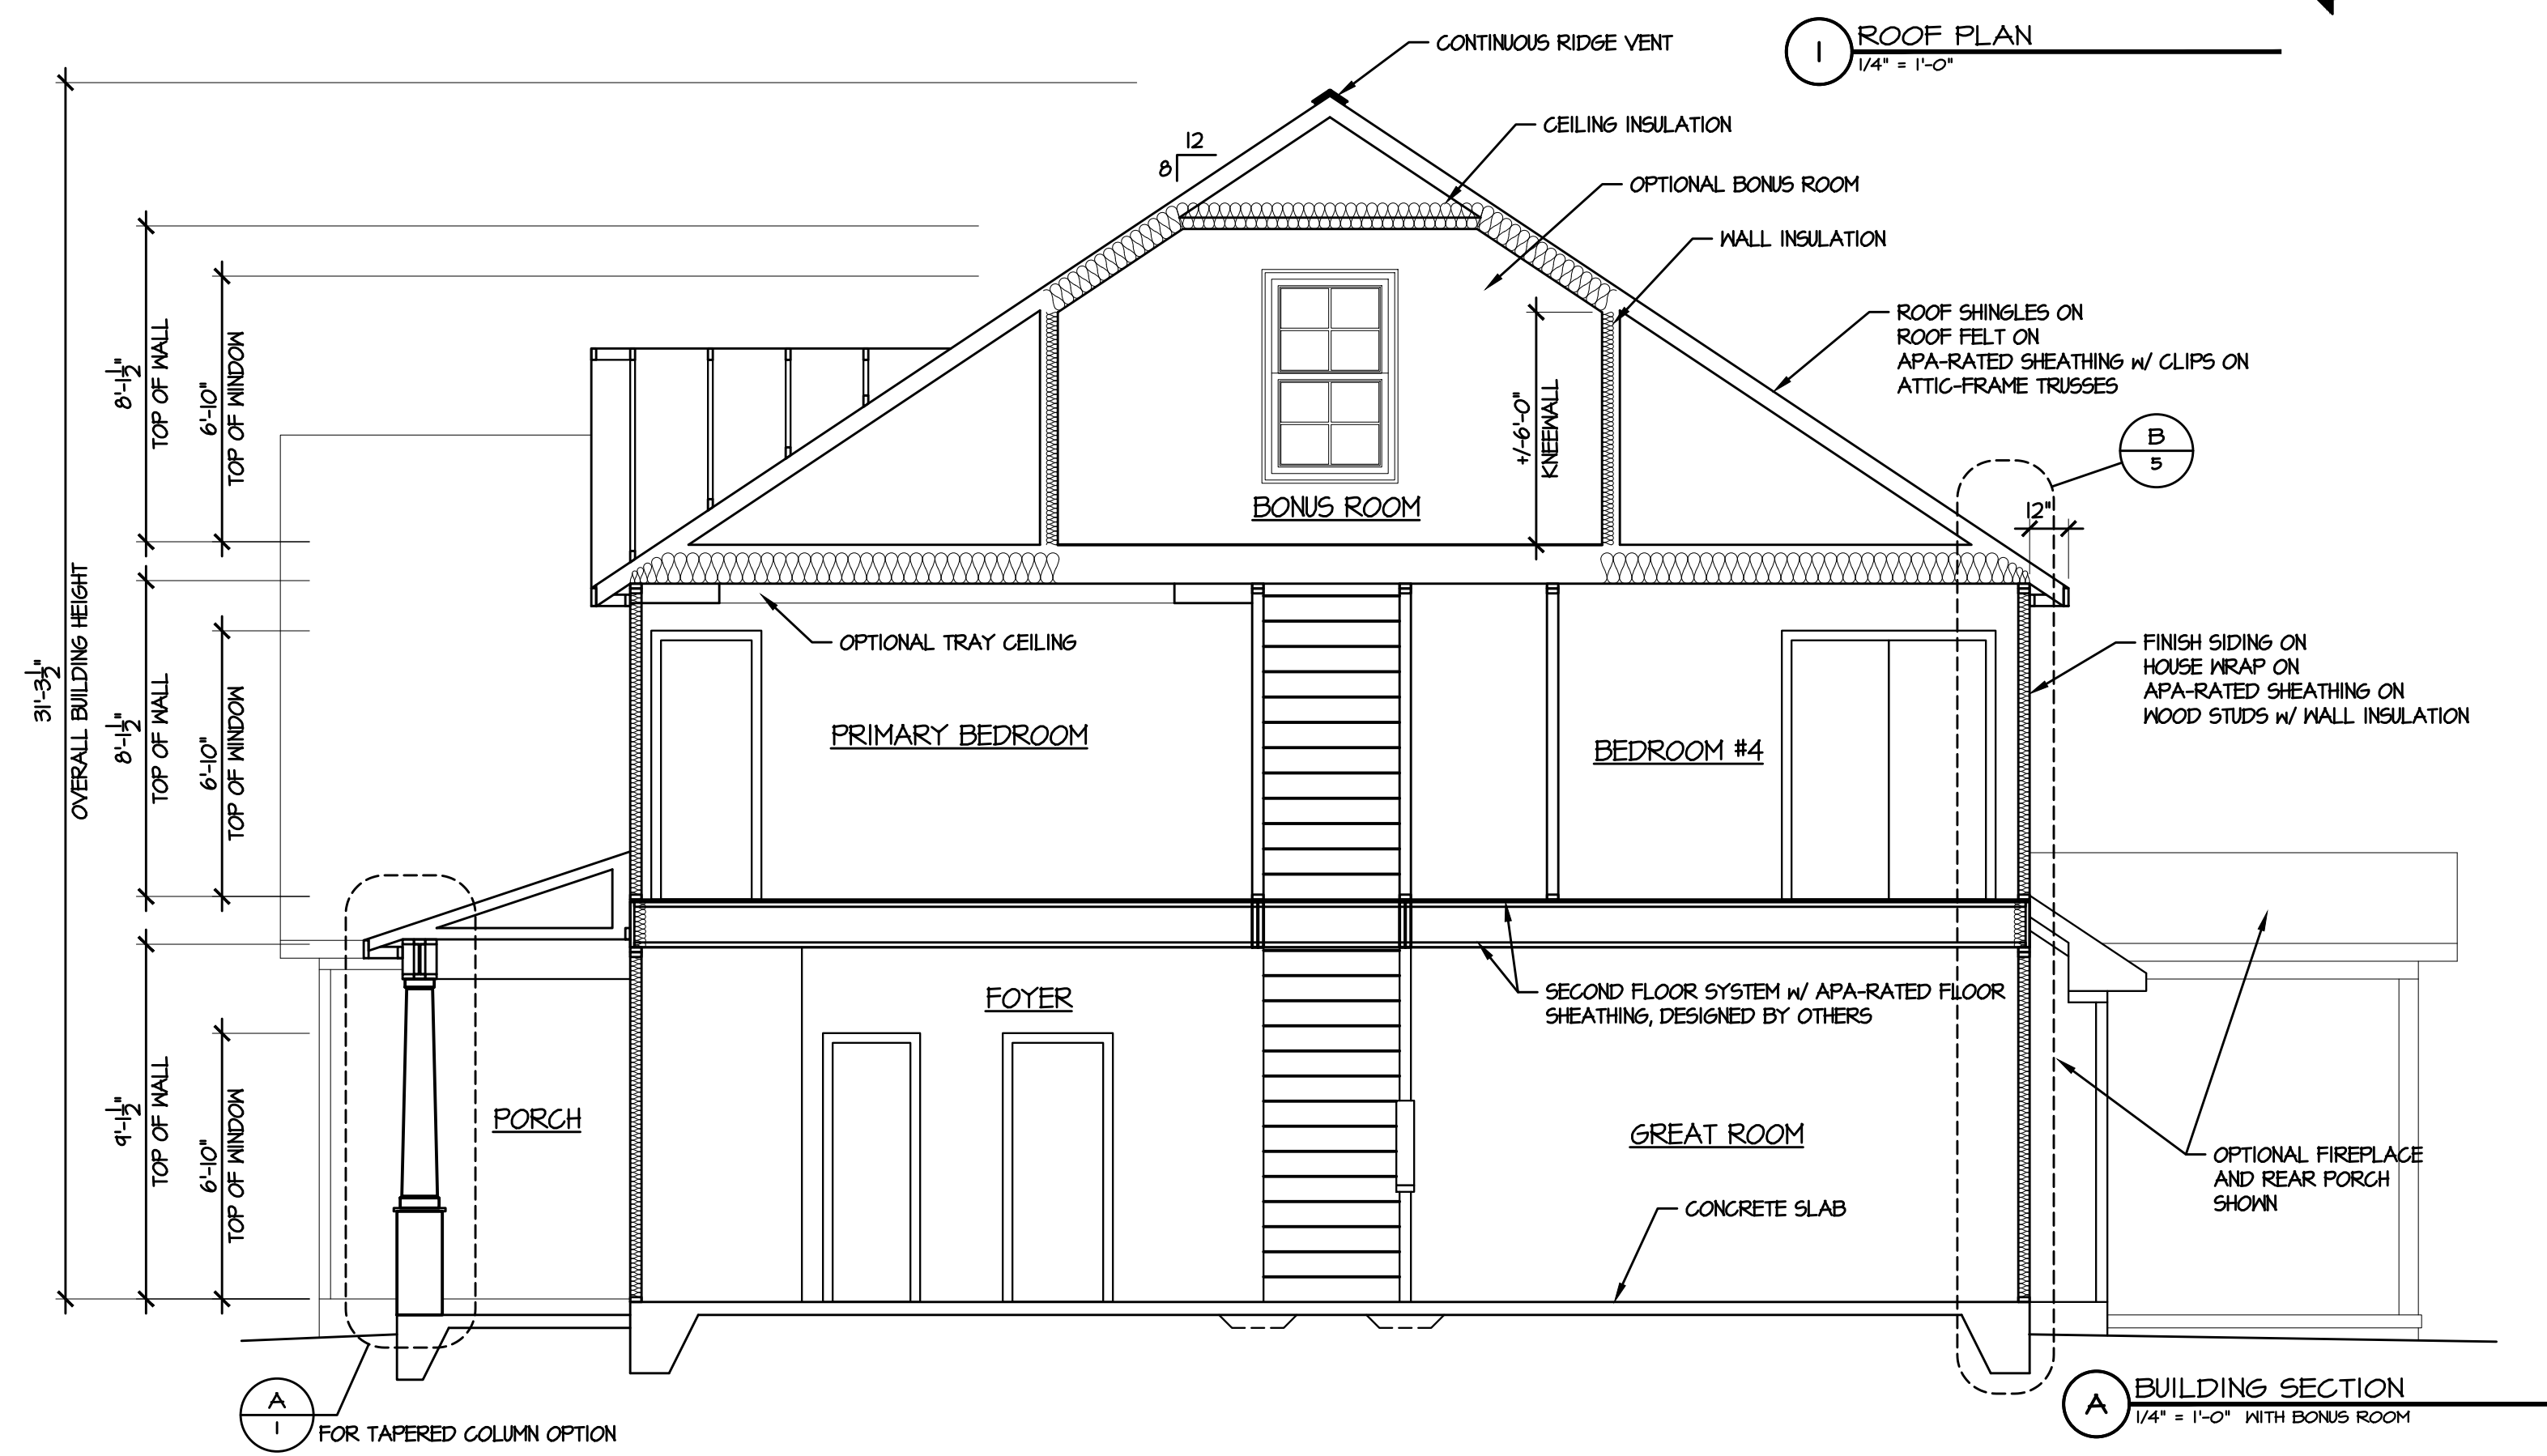 CONTINUOUS RIDGE VENT
1
ROOF PLAN
1/4" = 1'-0"
CEILING INSULATION
12
8
OPTIONAL BONUS ROOM
WALL INSULATION
ROOF SHINGLES ON
ROOF FELT ON
APA-RATED SHEATHING w/ CLIPS ON
ATTIC-FRAME TRUSSES
8'-1 1/2"
TOP OF WALL
6'-10"
TOP OF WINDOW
+/-6'-0"
KNEEWALL
B
5
12"
BONUS ROOM
31'-3 1/2"
OVERALL BUILDING HEIGHT
8'-1 1/2"
TOP OF WALL
6'-10"
TOP OF WINDOW
OPTIONAL TRAY CEILING
FINISH SIDING ON
HOUSE WRAP ON
APA-RATED SHEATHING ON
WOOD STUDS w/ WALL INSULATION
PRIMARY BEDROOM
BEDROOM #4
9'-1 1/2"
TOP OF WALL
6'-10"
TOP OF WINDOW
FOYER
SECOND FLOOR SYSTEM w/ APA-RATED FLOOR
SHEATHING, DESIGNED BY OTHERS
PORCH
GREAT ROOM
OPTIONAL FIREPLACE
AND REAR PORCH
SHOWN
CONCRETE SLAB
A
1
FOR TAPERED COLUMN OPTION
A
BUILDING SECTION
1/4" = 1'-0" WITH BONUS ROOM